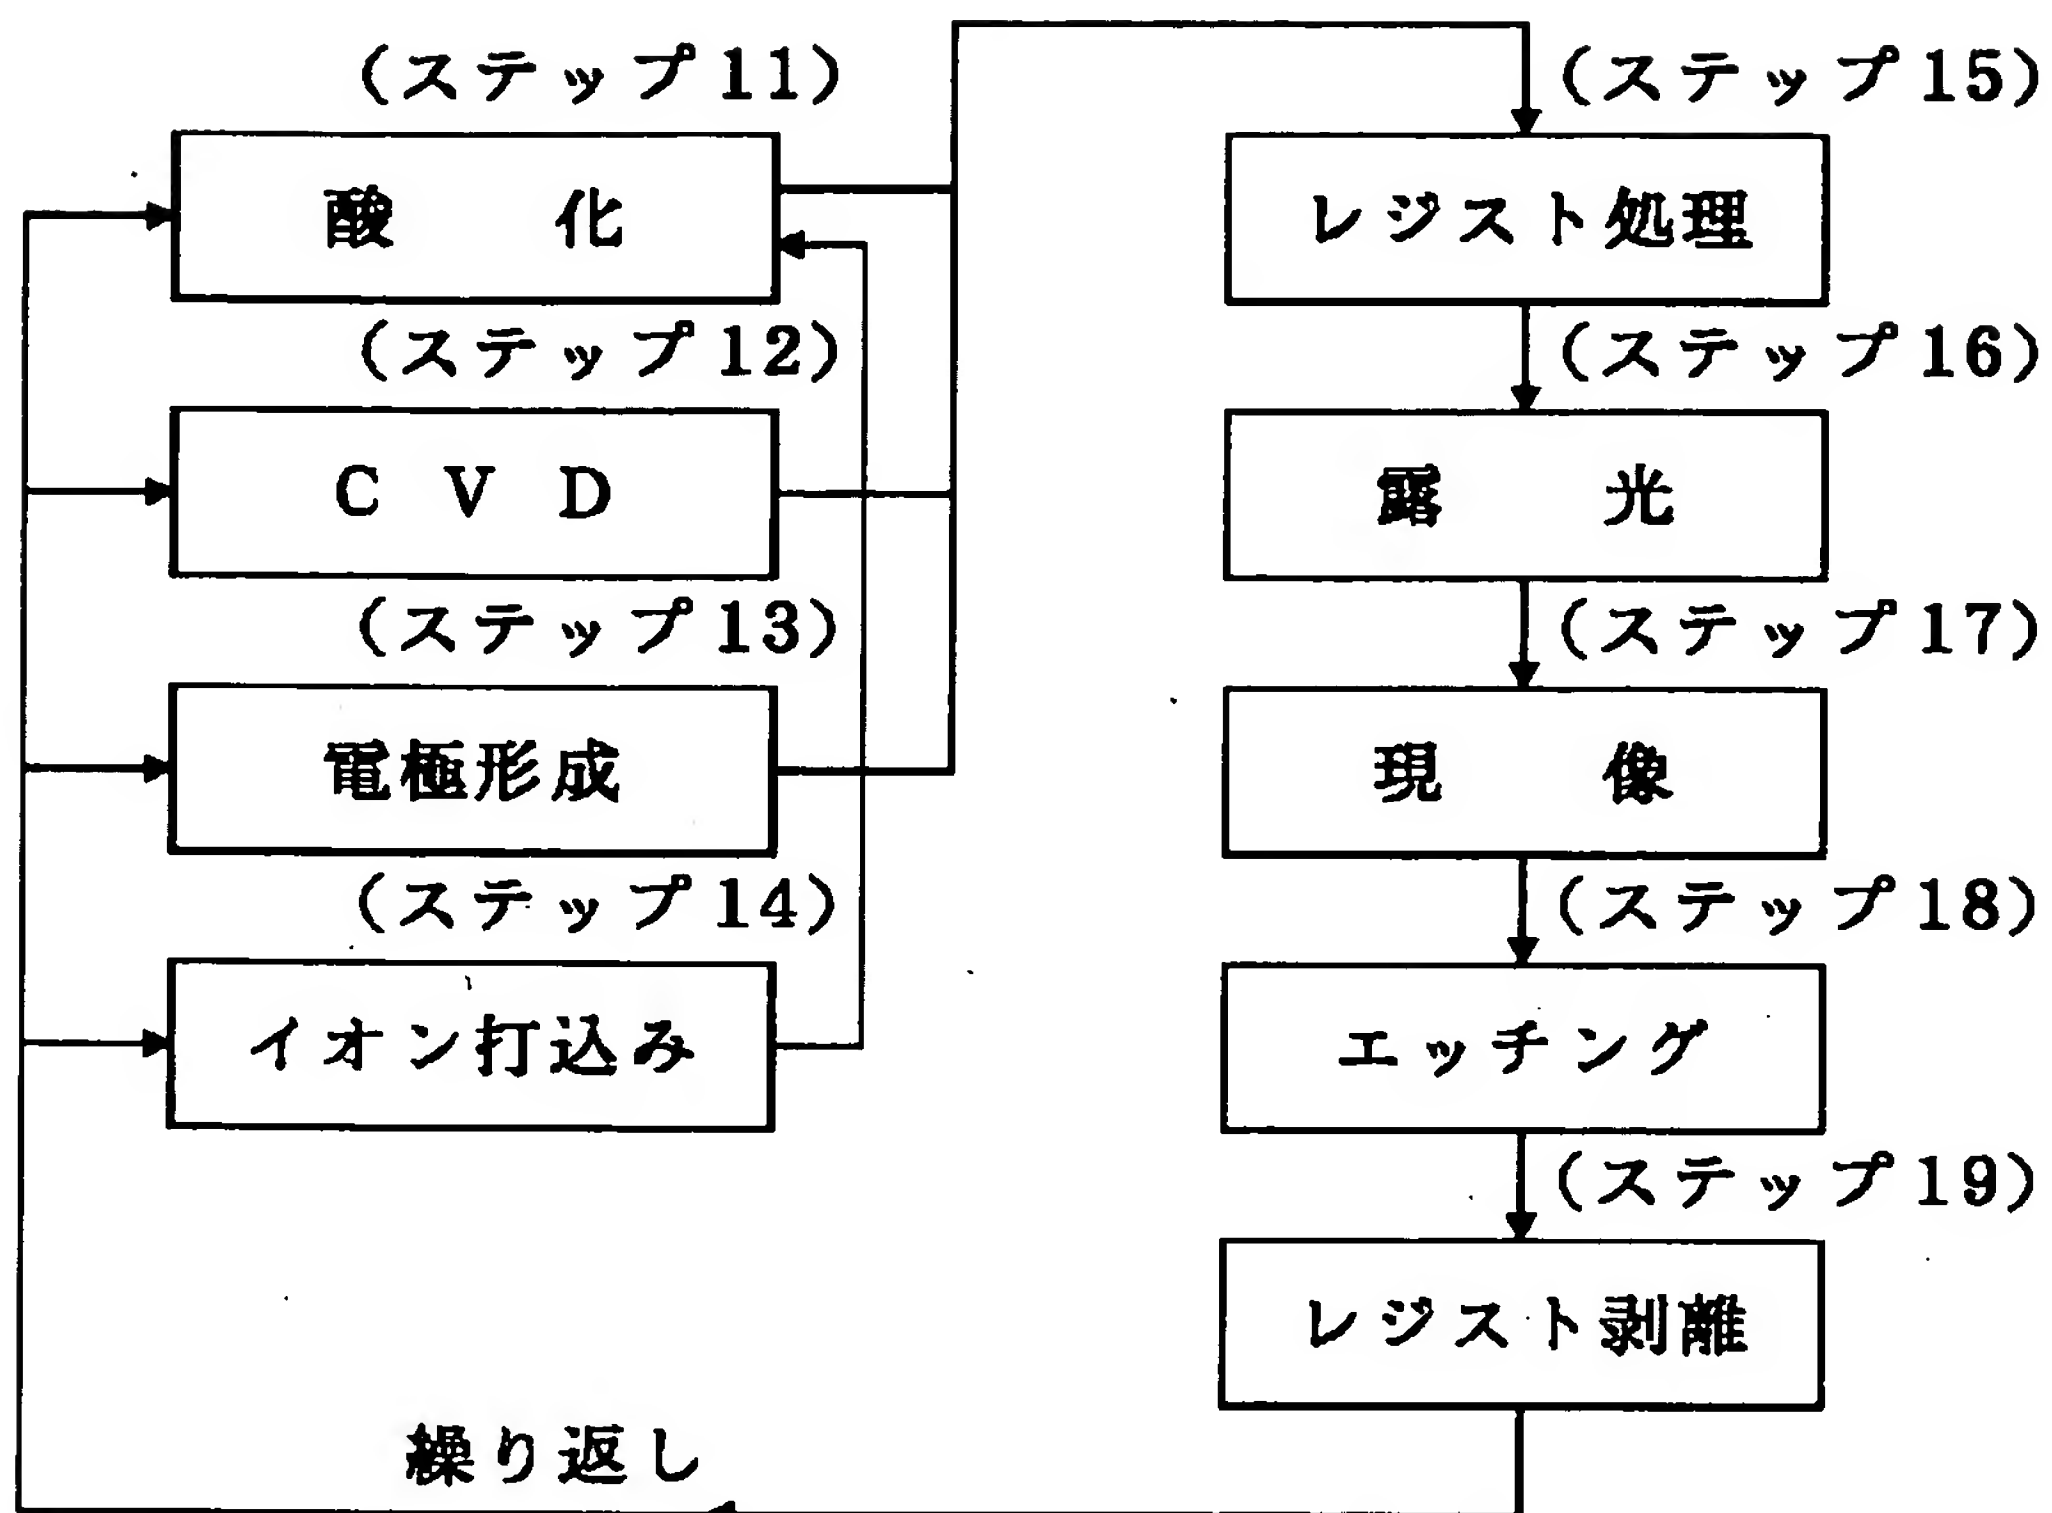 (ステップ11)
酸化
(ステップ12)
CVD
(ステップ13)
電極形成
(ステップ14)
イオン打込み
(ステップ15)
レジスト処理
(ステップ16)
露光
(ステップ17)
現像
(ステップ18)
エッチング
(ステップ19)
レジスト剥離
繰り返し